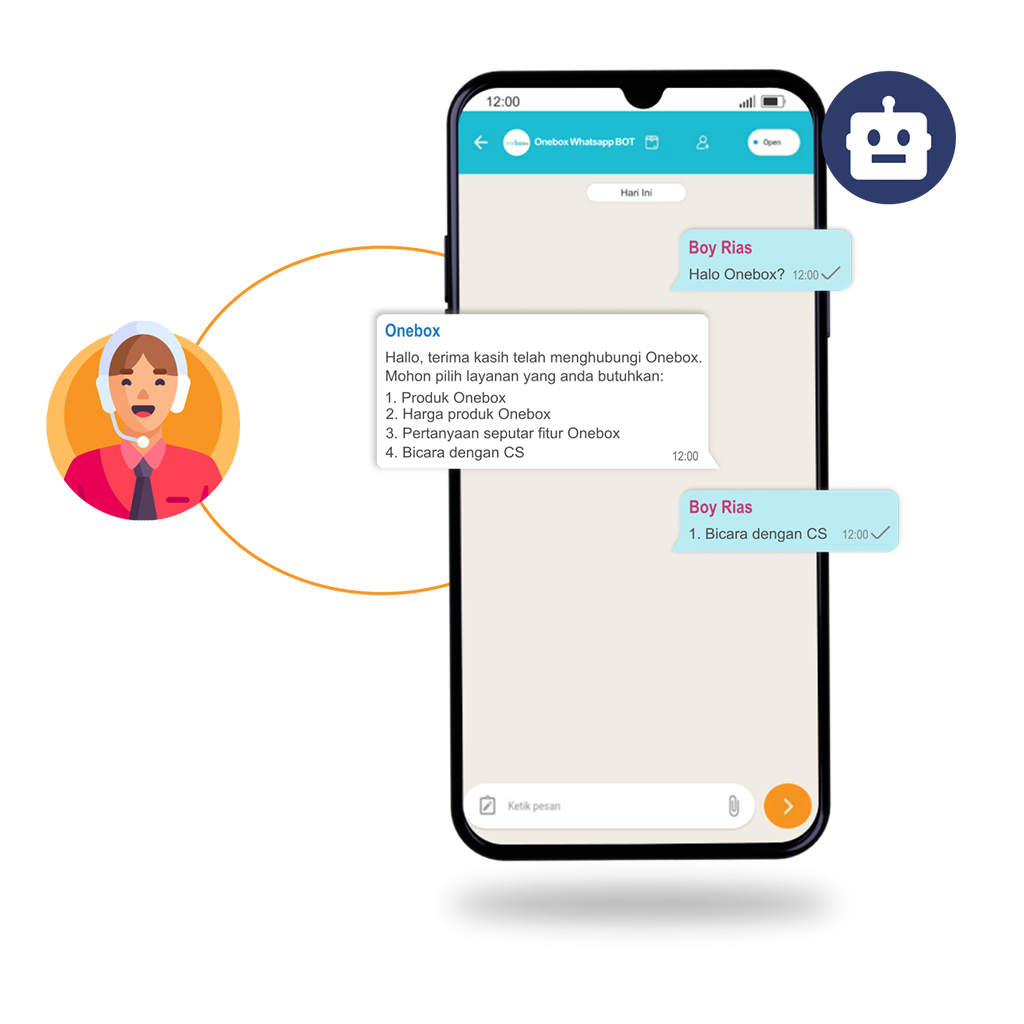 12:00
Onebox Whatsapp BOT
Open
Hari Ini
Boy Rias
Halo Onebox? 12:00
Onebox
Hallo, terima kasih telah menghubungi Onebox.
Mohon pilih layanan yang anda butuhkan:
1. Produk Onebox
2. Harga produk Onebox
3. Pertanyaan seputar fitur Onebox
4. Bicara dengan CS
12:00
Boy Rias
1. Bicara dengan CS 12:00
Ketik pesan